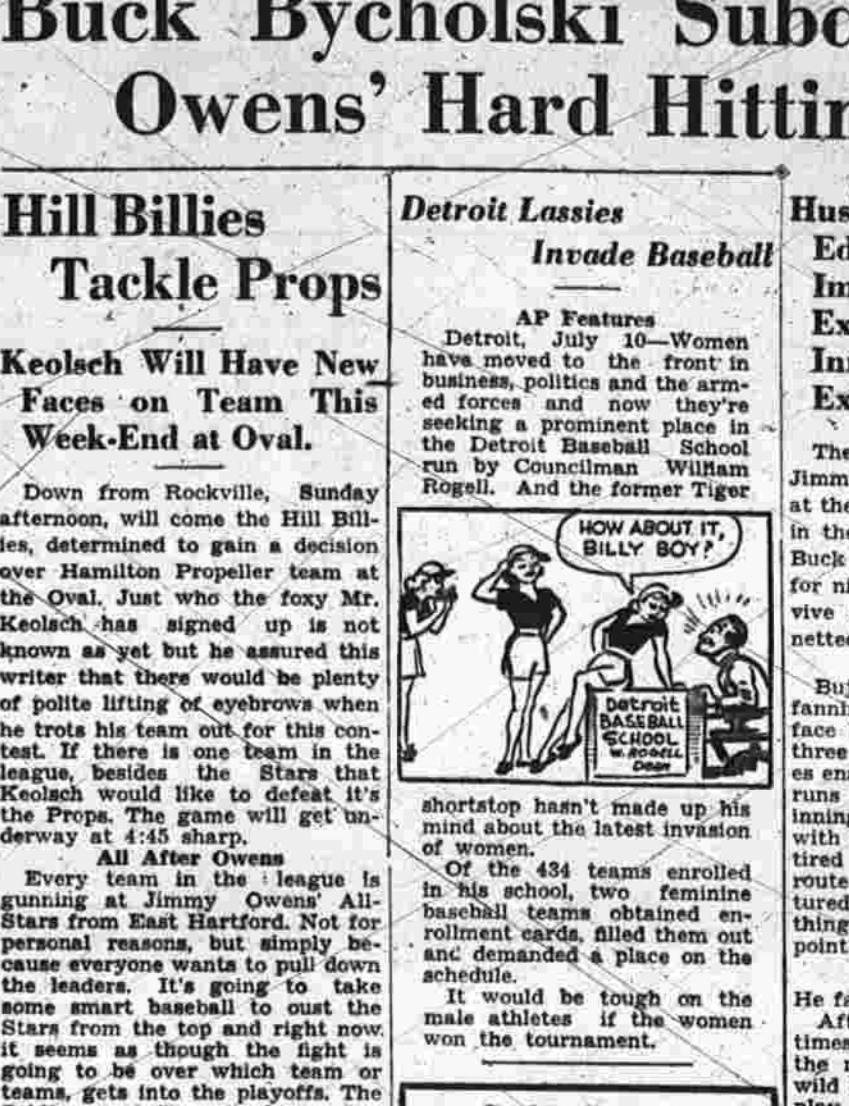 Buck Bycholski
Owens' Hard
Hill Billies
Tackle Props
Keolsch Will Have New
Faces on Team This
Week-End at Oval.
Down from Rockville, Sunday
afternoon, will come the Hill Bill-
ies, determined to gain a decision
over Hamilton Propeller team at
the Oval. Just who the foxy Mr.
Keolsch has signed up is not
known as yet but he assured this
writer that there would be plenty
of polite lifting of eyebrows when
he trots his team out for this con-
test. If there is one team in the
league, besides the Stars that
Keolsch would like to defeat it's
the Props. The game will get un-
derway at 4:45 sharp.
All After Owens
Every team in the league is
gunning at Jimmy Owens' All-
Stars from East Hartford. Not for
personal reasons, but simply be-
cause everyone wants to pull down
the leaders. It's going to take
some smart baseball to oust the
Stars from the top and right now
it seems as though the fight is
going to be over which team or
teams, gets into the playoffs. The
Detroit Lassies
Invade Baseball
AP Features
Detroit, July 10—Women
have moved to the front in
business, politics and the arm-
ed forces and now they're
seeking a prominent place in
the Detroit Baseball School
run by Councilman William
Rogell. And the former Tiger
HOW ABOUT IT,
BILLY BOY?
Detroit
BASEBALL
SCHOOL
W. ROGELL
DEAN
shortstop hasn't made up his
mind about the latest invasion
of women.
Of the 434 teams enrolled
in his school, two feminine
baseball teams obtained en-
rollment cards, filled them out
and demanded a place on the
schedule.
It would be tough on the
male athletes if the women
won the tournament.
Hus
Ed
Im
Ex
In
Ex
The
Jimm
at the
in the
Buck
for ni
vive
nette
Bu
fanni
face
three
es en
runs
inning
with
tired
route
tured
thing
point
He fa
Aft
times
the
wild